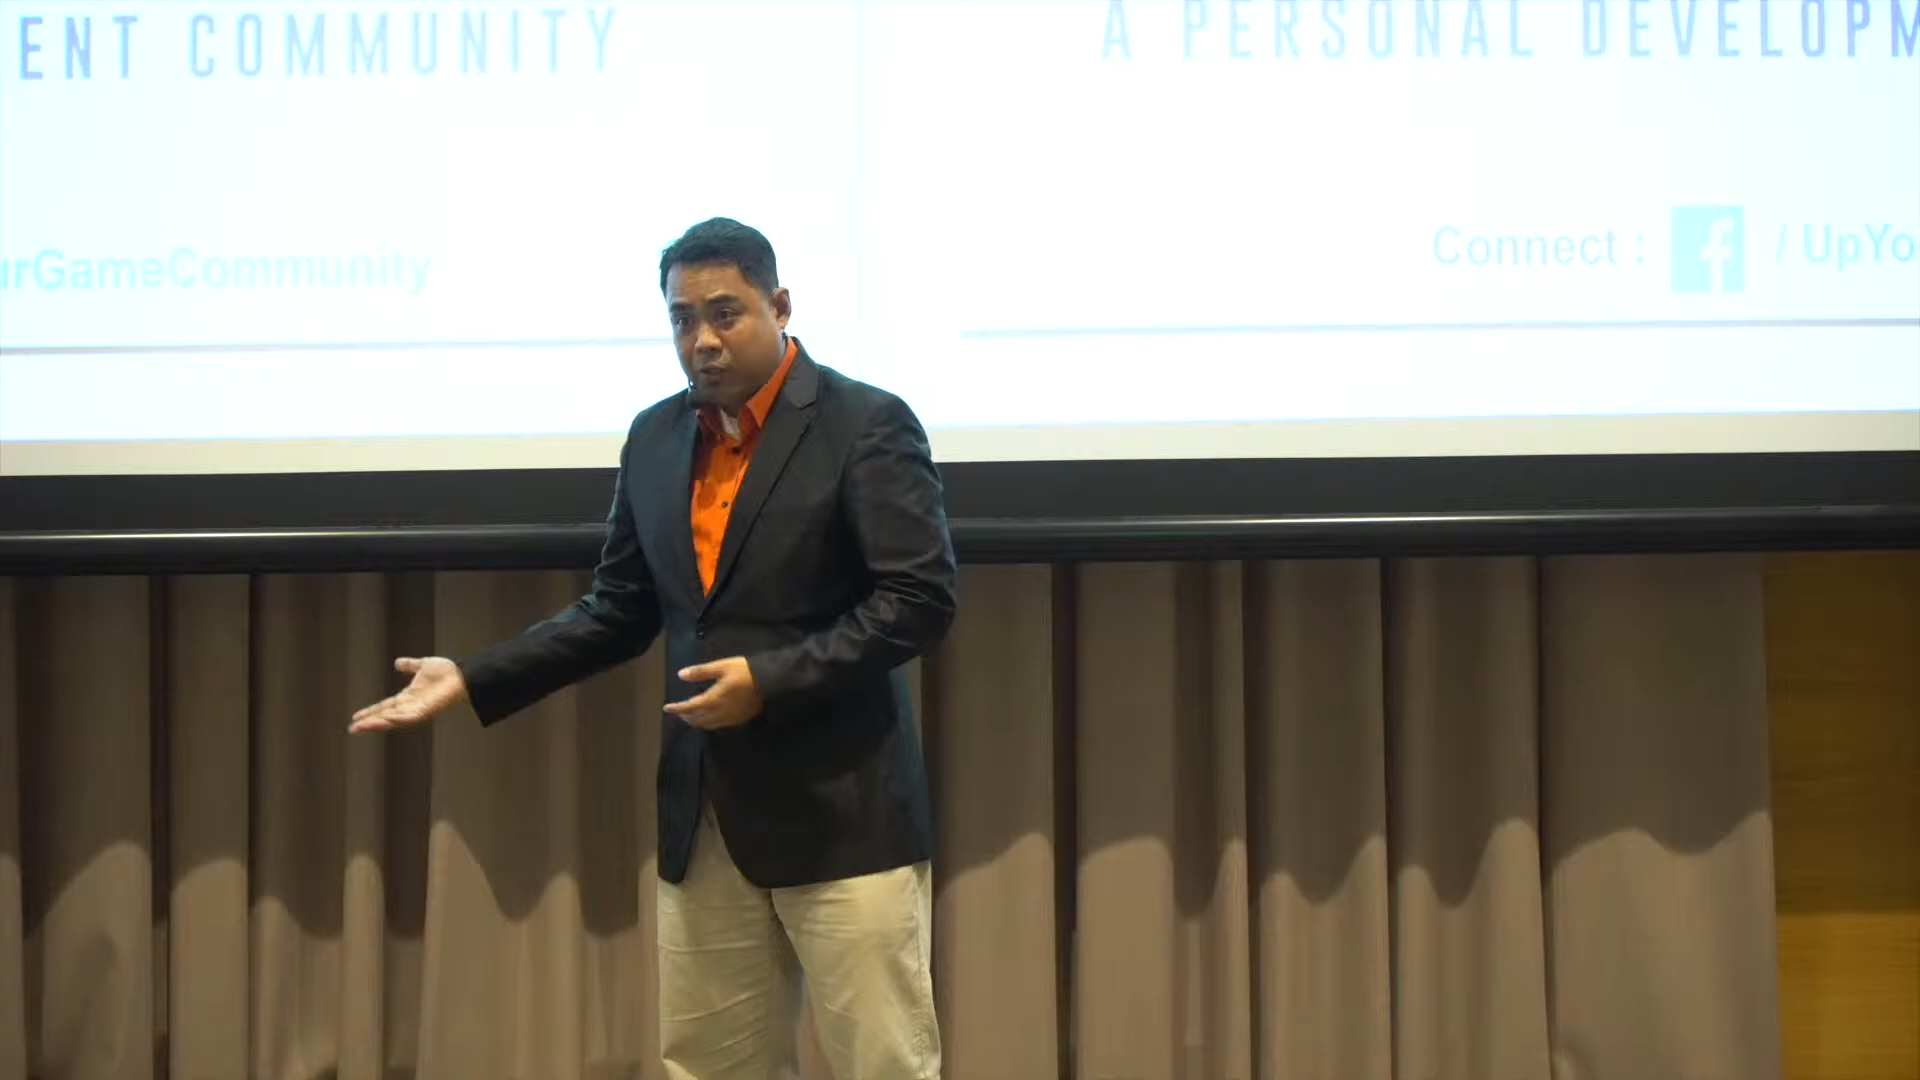 ENT COMMUNITY
urGameCommunity
A PERSONAL DEVELOPM
Connect : f / UpYo